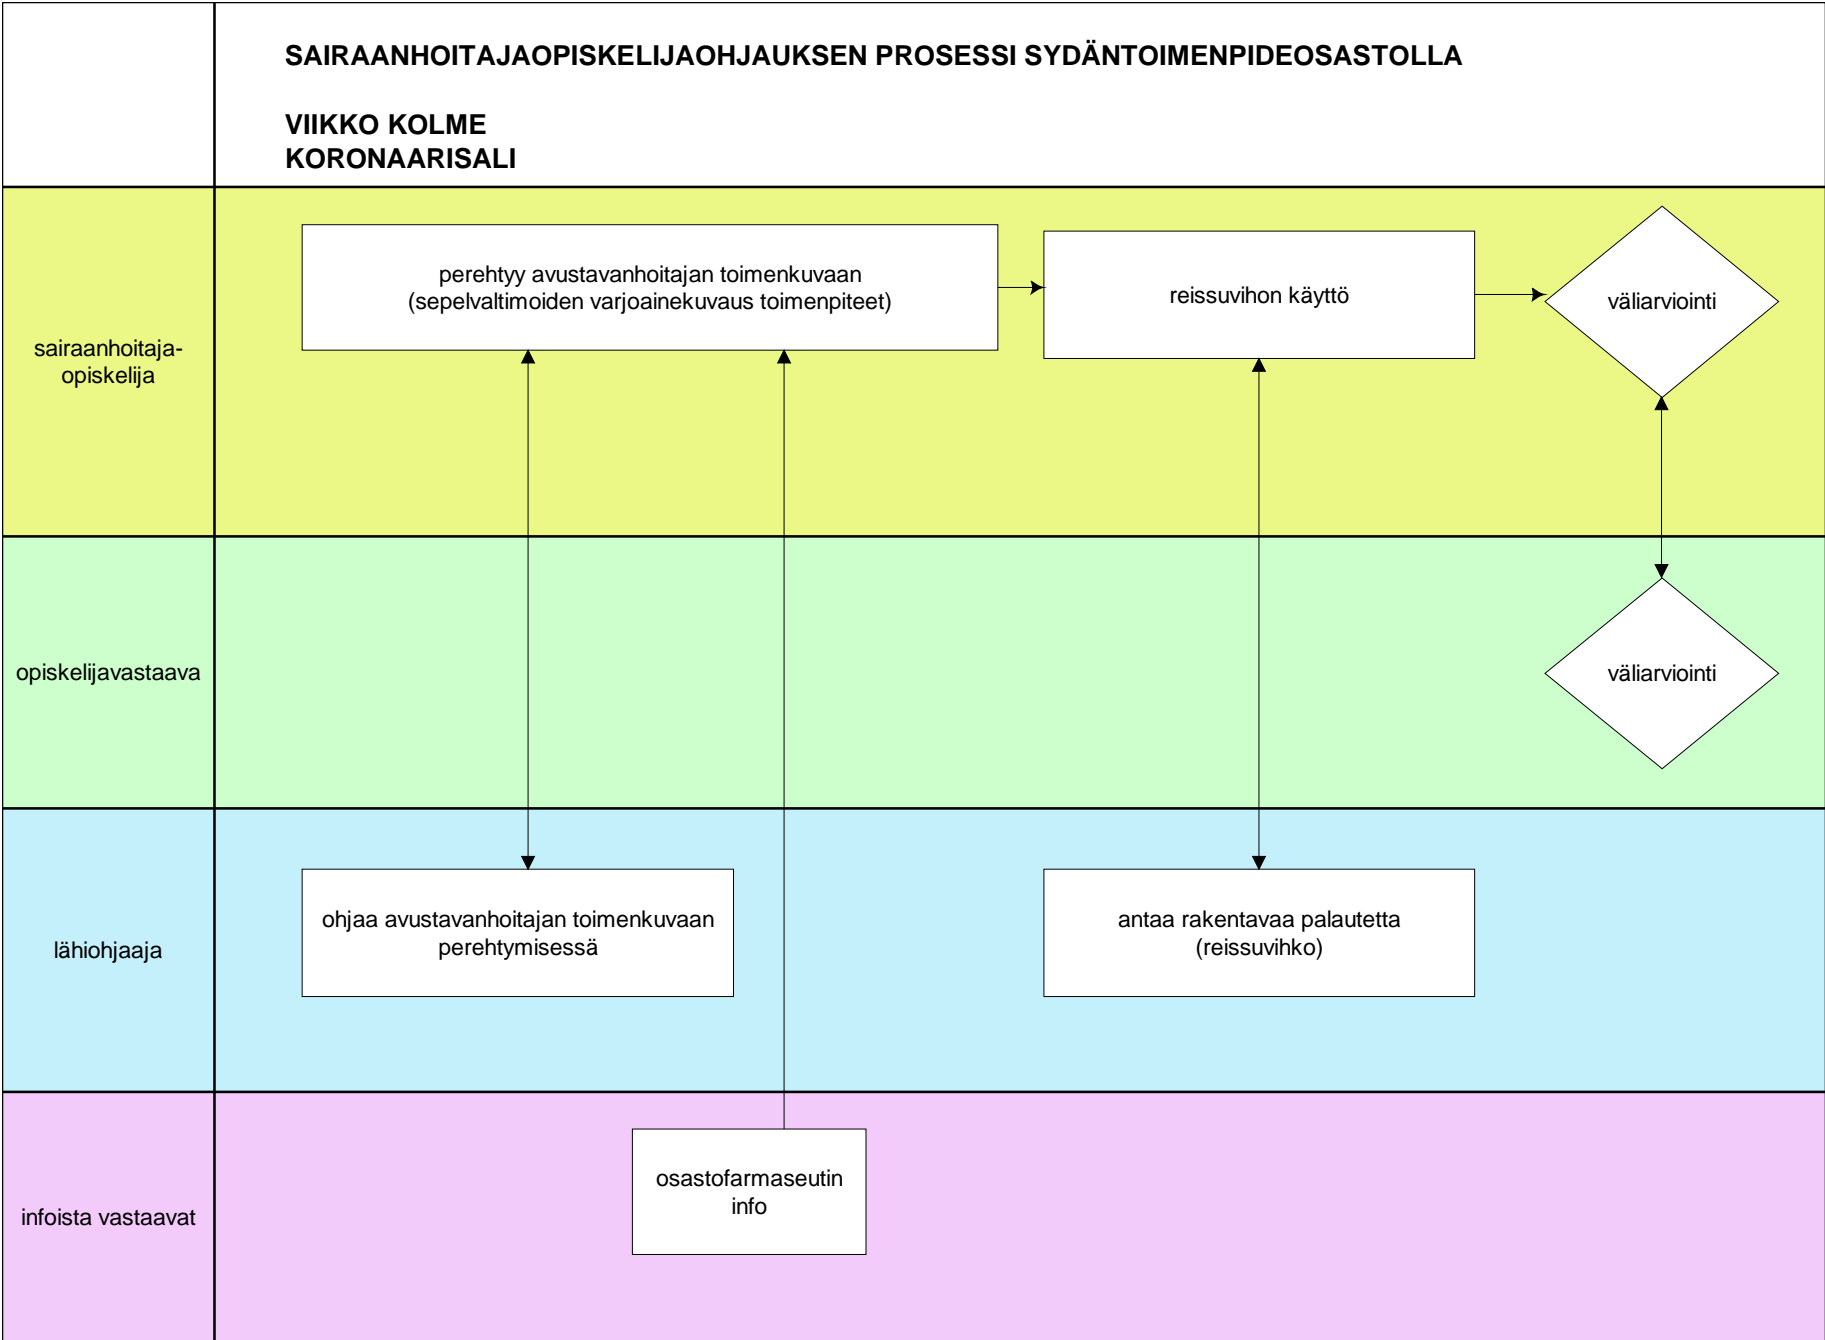 SAIRAANHOITAJAOPISKELIJAOHJAUKSEN PROSESSI SYDÄNTOIMENPIDEOSASTOLLA
VIIKKO KOLME
KORONAARISALI
sairaanhoitaja-
opiskelija
perehtyy avustavanhoitajan toimenkuvaan
(sepelvaltimoiden varjoainekuvaus toimenpiteet)
reissuvihon käyttö
väliarviointi
opiskelijavastaava
väliarviointi
lähiohjaaja
ohjaa avustavanhoitajan toimenkuvaan
perehtymisessä
antaa rakentavaa palautetta
(reissuvihko)
infoista vastaavat
osastofarmaseutin
info